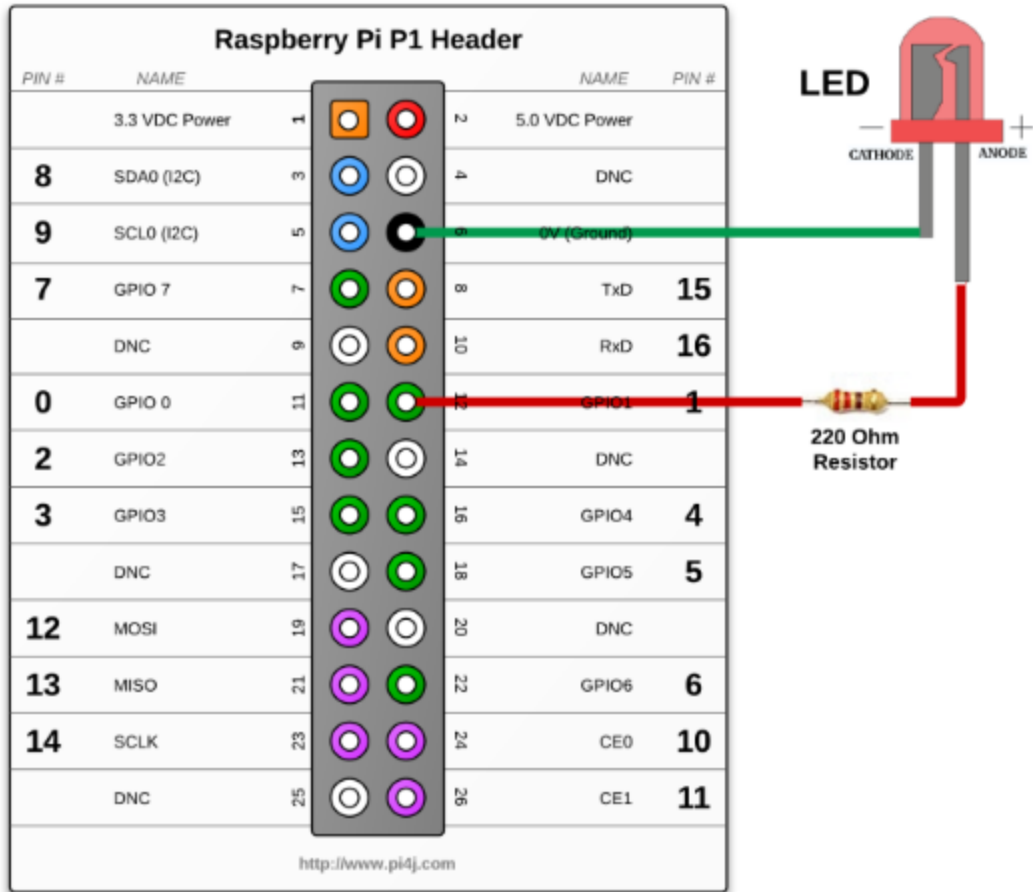 Raspberry Pi P1 Header
PIN # NAME NAME PIN #
3.3 VDC Power 1 2 5.0 VDC Power
8 SDA0 (I2C) 3 4 DNC
9 SCL0 (I2C) 5 6 0V (Ground)
7 GPIO 7 7 8 TxD 15
DNC 9 10 RxD 16
0 GPIO 0 11 12 GPIO1 1
2 GPIO2 13 14 DNC
3 GPIO3 15 16 GPIO4 4
DNC 17 18 GPIO5 5
12 MOSI 19 20 DNC
13 MISO 21 22 GPIO6 6
14 SCLK 23 24 CE0 10
DNC 25 26 CE1 11
http://www.pi4j.com
LED
— +
CATHODE ANODE
220 Ohm
Resistor